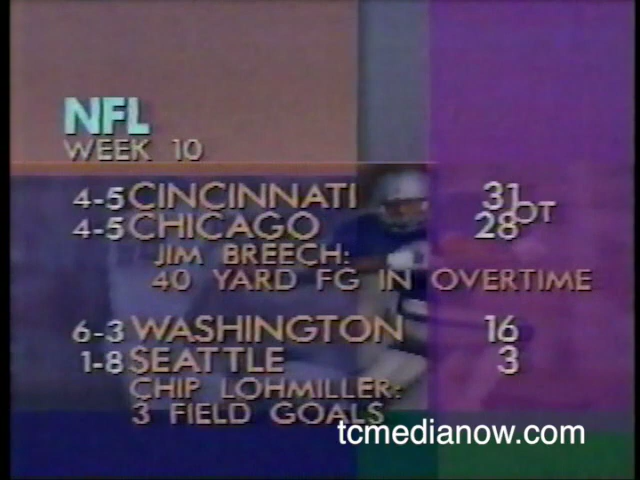 NFL
WEEK 10
4-5 CINCINNATI 31
4-5 CHICAGO 28 OT
JIM BREECH:
40 YARD FG IN OVERTIME
6-3 WASHINGTON 16
1-8 SEATTLE 3
CHIP LOHMILLER:
3 FIELD GOALS
tcmedianow.com